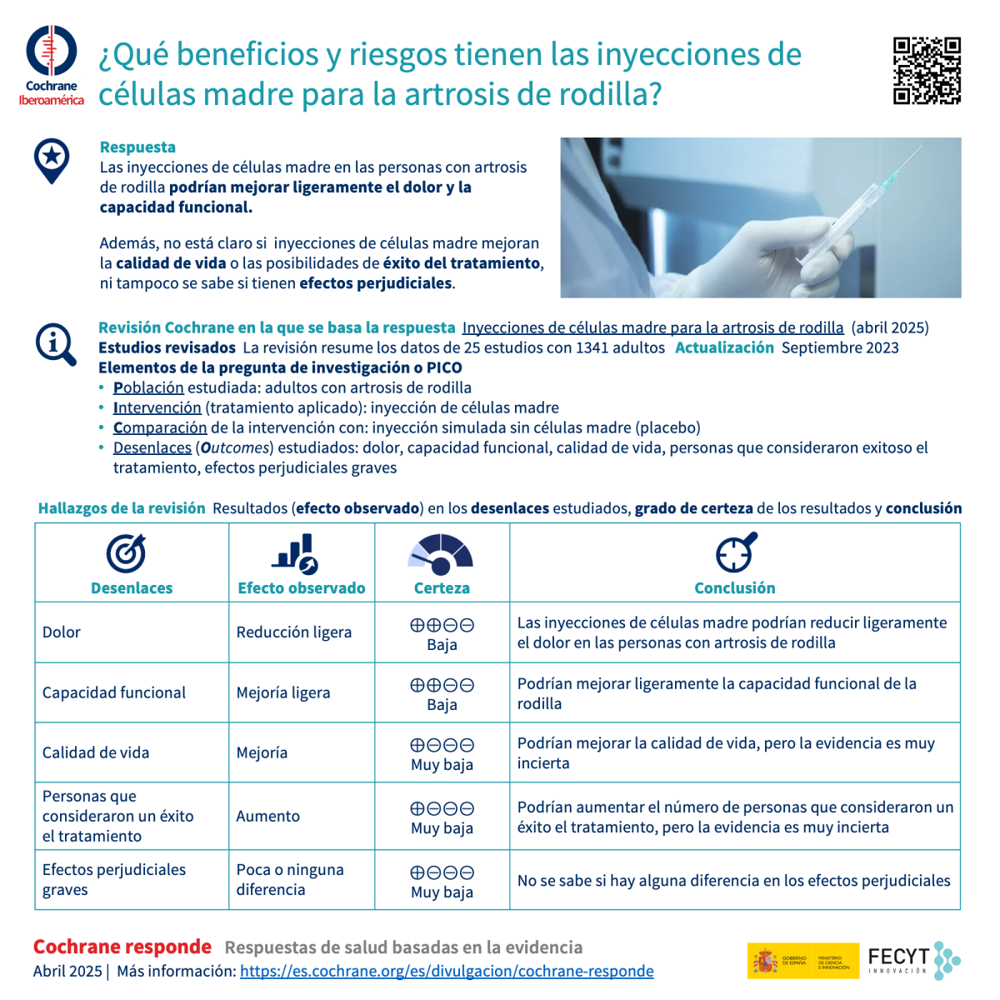 Cochrane
Iberoamérica
¿Qué beneficios y riesgos tienen las inyecciones de
células madre para la artrosis de rodilla?
Respuesta
Las inyecciones de células madre en las personas con artrosis
de rodilla podrían mejorar ligeramente el dolor y la
capacidad funcional.
Además, no está claro si inyecciones de células madre mejoran
la calidad de vida o las posibilidades de éxito del tratamiento,
ni tampoco se sabe si tienen efectos perjudiciales.
Revisión Cochrane en la que se basa la respuesta Inyecciones de células madre para la artrosis de rodilla (abril 2025)
Estudios revisados La revisión resume los datos de 25 estudios con 1341 adultos Actualización Septiembre 2023
Elementos de la pregunta de investigación o PICO
• Población estudiada: adultos con artrosis de rodilla
• Intervención (tratamiento aplicado): inyección de células madre
• Comparación de la intervención con: inyección simulada sin células madre (placebo)
• Desenlaces (Outcomes) estudiados: dolor, capacidad funcional, calidad de vida, personas que consideraron exitoso el
tratamiento, efectos perjudiciales graves
Hallazgos de la revisión Resultados (efecto observado) en los desenlaces estudiados, grado de certeza de los resultados y conclusión
Desenlaces Efecto observado Certeza Conclusión
Dolor
Reducción ligera
⊕⊕⊖⊖
Baja
Las inyecciones de células madre podrían reducir ligeramente
el dolor en las personas con artrosis de rodilla
Capacidad funcional
Mejoría ligera
⊕⊕⊖⊖
Baja
Podrían mejorar ligeramente la capacidad funcional de la
rodilla
Calidad de vida
Mejoría
⊕⊖⊖⊖
Muy baja
Podrían mejorar la calidad de vida, pero la evidencia es muy
incierta
Personas que
consideraron un éxito
el tratamiento
Aumento
⊕⊖⊖⊖
Muy baja
Podrían aumentar el número de personas que consideraron un
éxito el tratamiento, pero la evidencia es muy incierta
Efectos perjudiciales
graves
Poca o ninguna
diferencia
⊕⊖⊖⊖
Muy baja
No se sabe si hay alguna diferencia en los efectos perjudiciales
Cochrane responde Respuestas de salud basadas en la evidencia
Abril 2025 | Más información: https://es.cochrane.org/es/divulgacion/cochrane-responde
GOBIERNO
DE ESPAÑA
MINISTERIO
DE CIENCIA
E INNOVACIÓN
FECYT
INNOVACIÓN